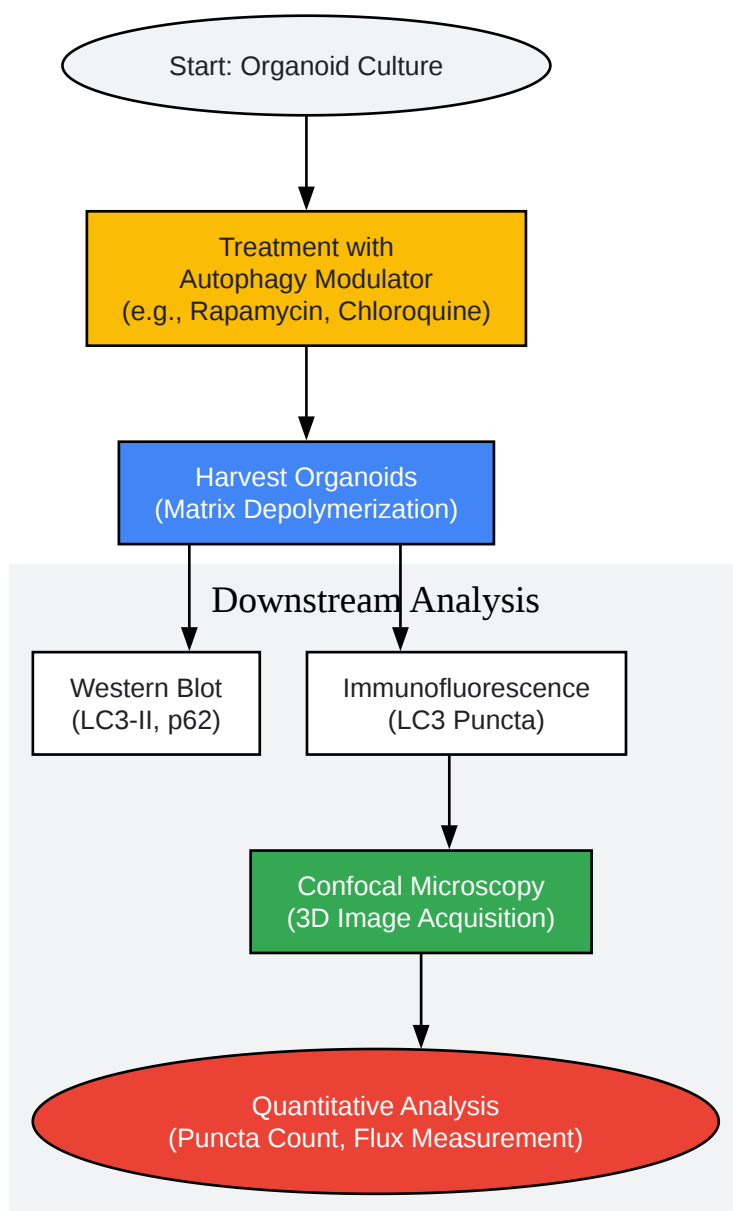 Start: Organoid Culture
Treatment with
Autophagy Modulator
(e.g., Rapamycin, Chloroquine)
Harvest Organoids
(Matrix Depolymerization)
Downstream Analysis
Western Blot
(LC3-II, p62)
Immunofluorescence
(LC3 Puncta)
Confocal Microscopy
(3D Image Acquisition)
Quantitative Analysis
(Puncta Count, Flux Measurement)